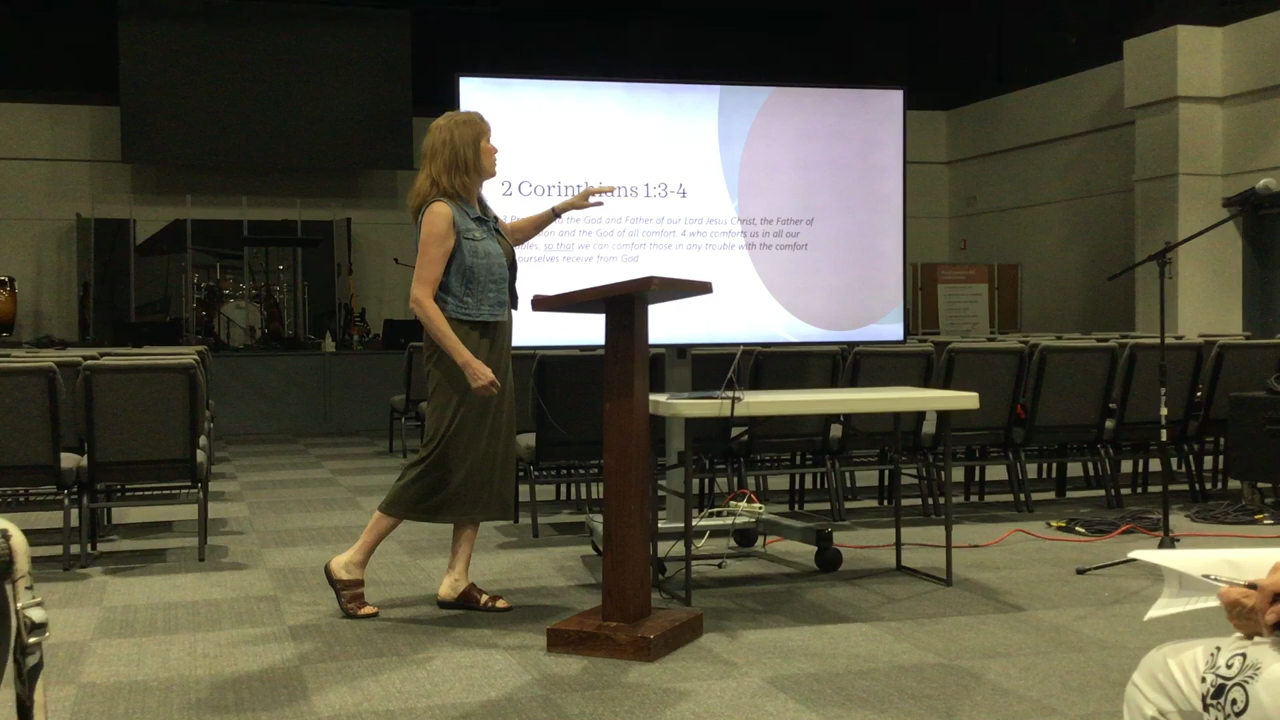 2 Corinthians 1:3-4
3 the God and Father of our Lord Jesus Christ, the Father of
and the God of all comfort. 4 who comforts us in all our
so that we can comfort those in any trouble with the comfort
ourselves receive from God